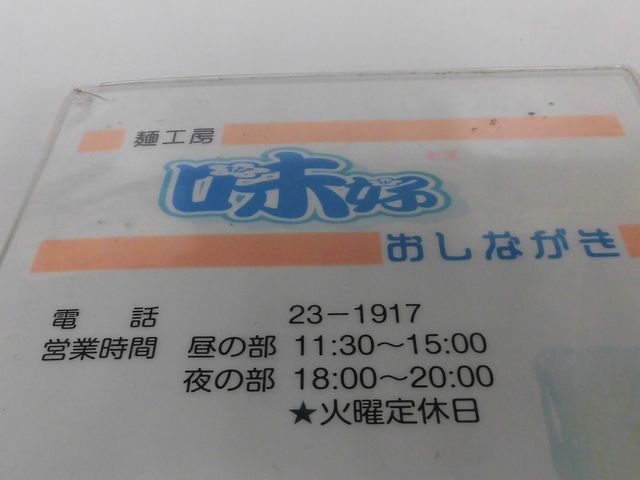 麺工房
味好
おしながき
電話 23-1917
営業時間 昼の部 11:30～15:00
夜の部 18:00～20:00
★火曜定休日